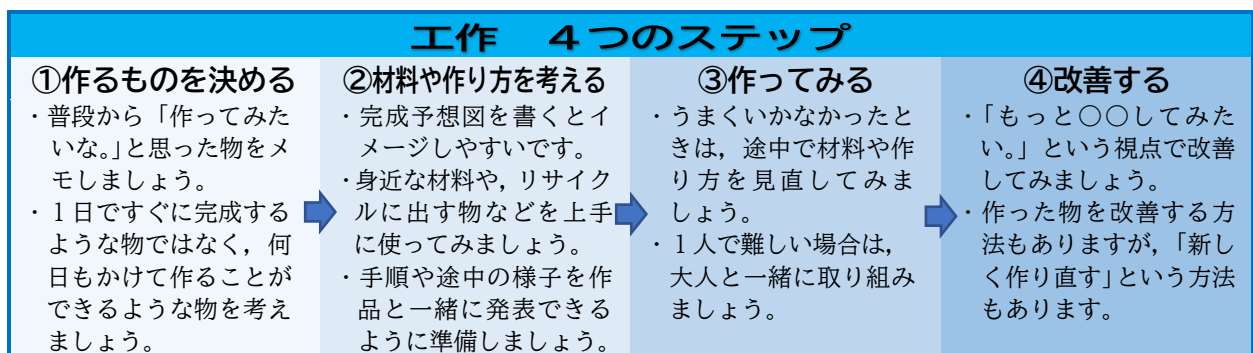 工作　４つのステップ
①作るものを決める
・普段から「作ってみた
いな。」と思った物をメ
モしましょう。
・１日ですぐに完成する
ような物ではなく，何
日もかけて作ることが
できるような物を考え
ましょう。
②材料や作り方を考える
・完成予想図を書くとイ
メージしやすいです。
・身近な材料や，リサイク
ルに出す物などを上手
に使ってみましょう。
・手順や途中の様子を作
品と一緒に発表できる
ように準備しましょう。
③作ってみる
・うまくいかなかったと
きは，途中で材料や作
り方を見直してみま
しょう。
・１人で難しい場合は，
大人と一緒に取り組み
ましょう。
④改善する
・「もっと○○してみた
い。」という視点で改善
してみましょう。
・作った物を改善する方
法もありますが，「新し
く作り直す」という方法
もあります。